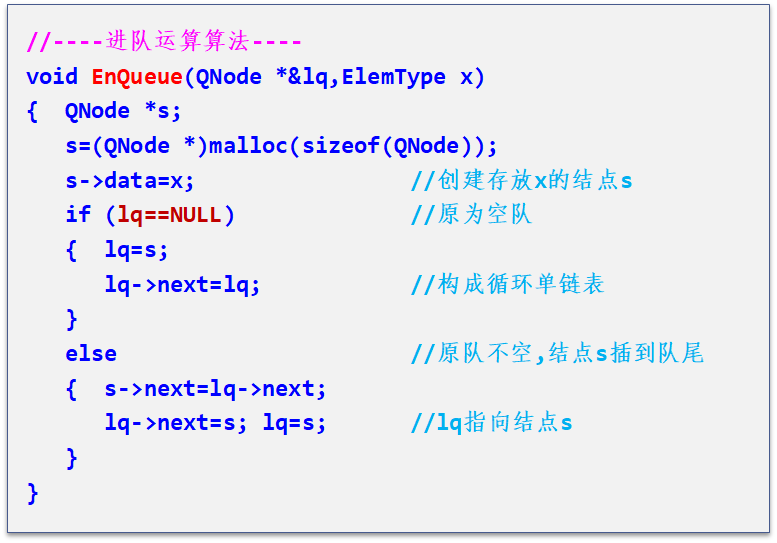 //----进队运算算法----
void EnQueue(QNode *&lq,ElemType x)
{  QNode *s;
   s=(QNode *)malloc(sizeof(QNode));
   s->data=x;                //创建存放x的结点s
   if (lq==NULL)             //原为空队
   {  lq=s;
      lq->next=lq;           //构成循环单链表
   }
   else                      //原队不空,结点s插到队尾
   {  s->next=lq->next;
      lq->next=s; lq=s;      //lq指向结点s
   }
}